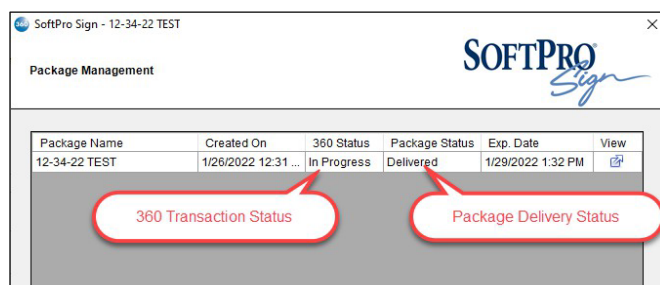 360 SoftPro Sign - 12-34-22 TEST
Package Management
SOFTPRO
Sign
Package Name Created On 360 Status Package Status Exp. Date View
12-34-22 TEST 1/26/2022 12:31 ... In Progress Delivered 1/29/2022 1:32 PM
360 Transaction Status Package Delivery Status